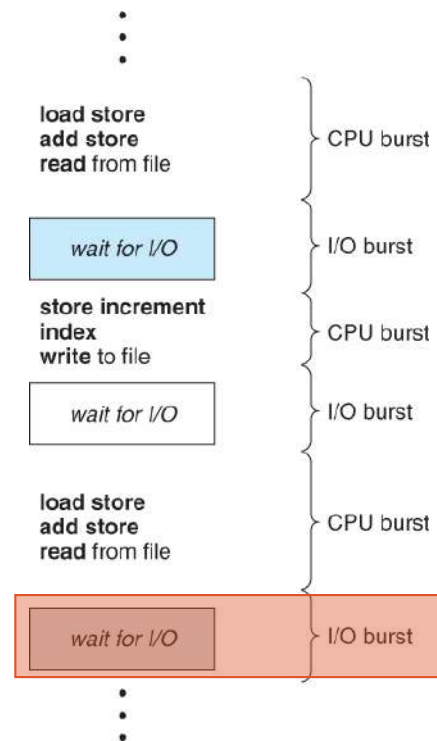 load store
add store
read from file
CPU burst
wait for I/O
I/O burst
store increment
index
write to file
CPU burst
wait for I/O
I/O burst
load store
add store
read from file
CPU burst
wait for I/O
I/O burst